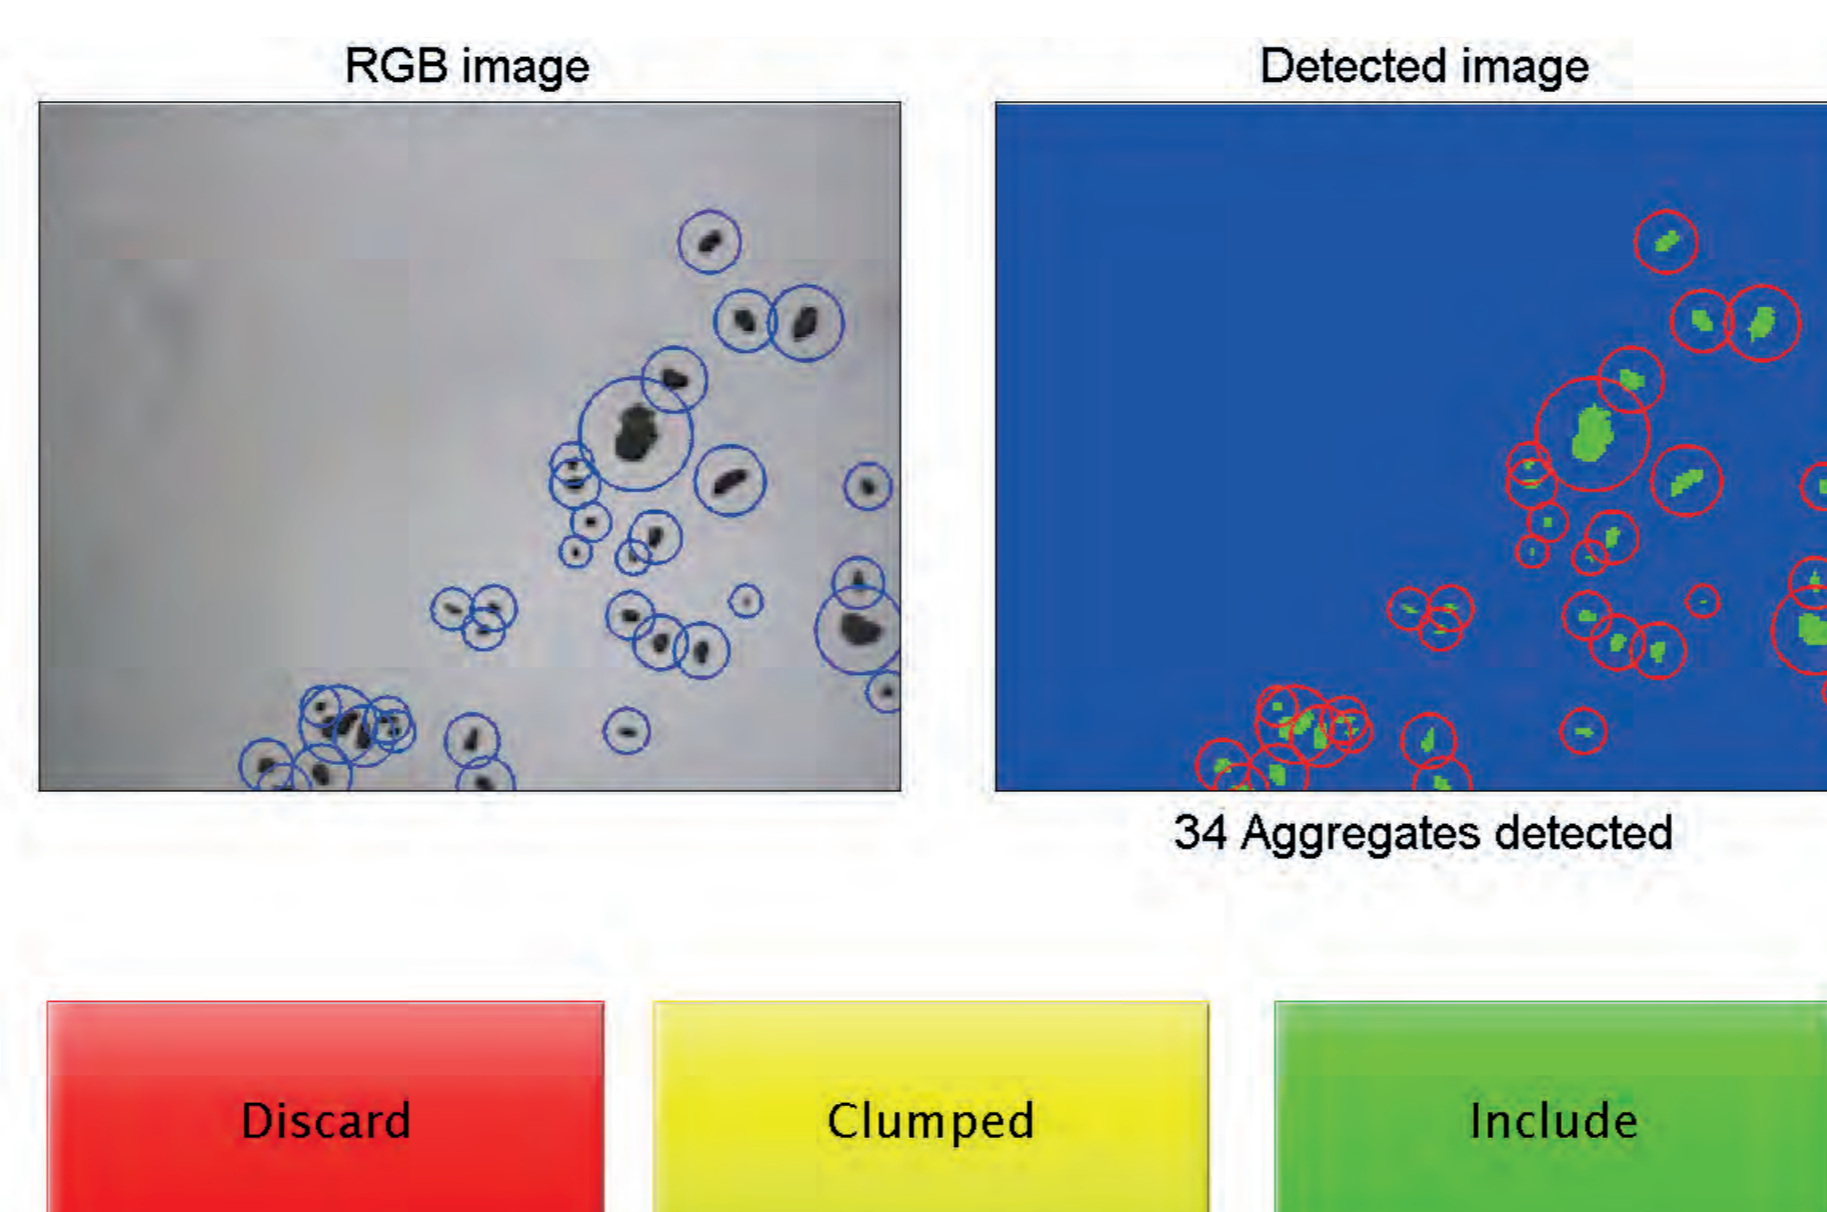 RGB image
Detected image
34 Aggregates detected
Discard
Clumped
Include